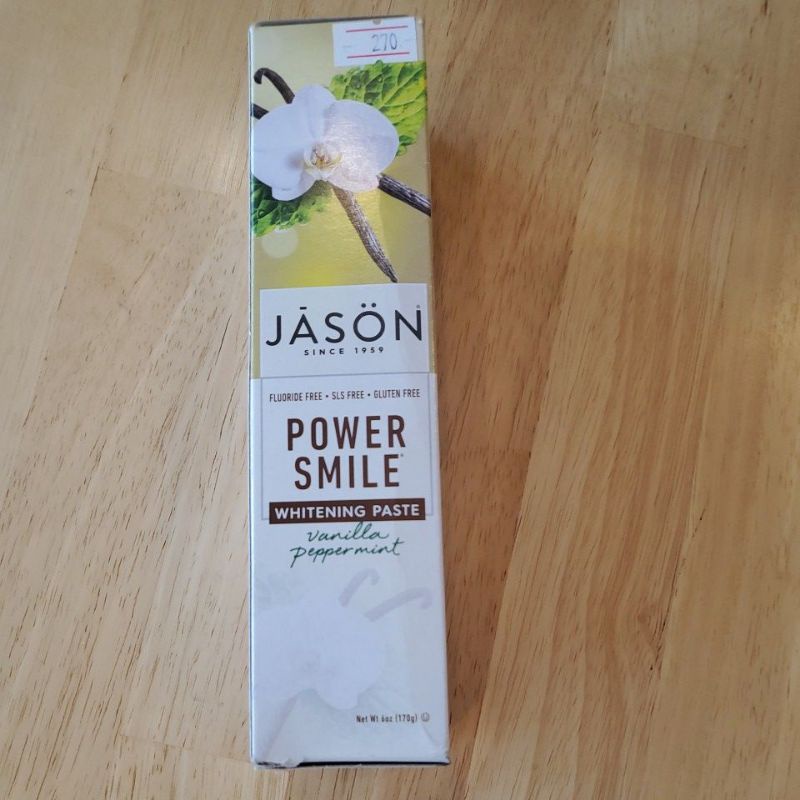 270.-
JĀSÖN®
SINCE 1959
FLUORIDE FREE • SLS FREE • GLUTEN FREE
POWER
SMILE®
WHITENING PASTE
vanilla
peppermint
Net Wt 6oz (170g) Ⓤ